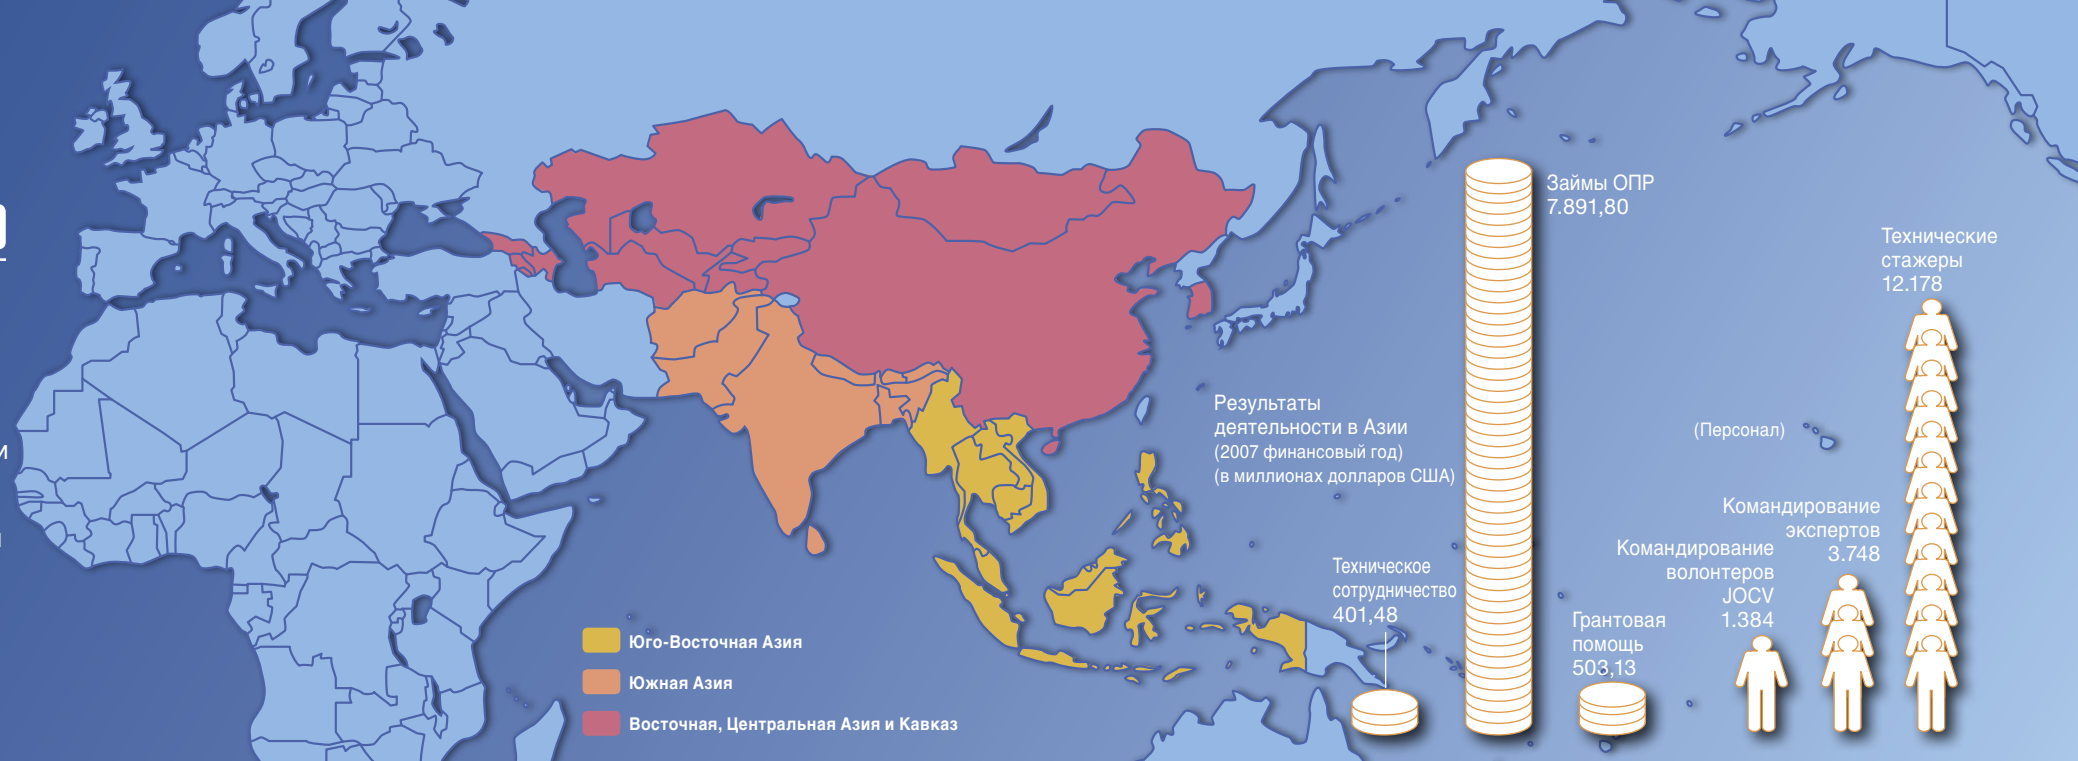 Займы ОПР
7.891,80
Технические
стажеры
12.178
Результаты
деятельности в Азии
(2007 финансовый год)
(в миллионах долларов США)
(Персонал)
Командирование
экспертов
3.748
Командирование
волонтеров
JOCV
1.384
Техническое
сотрудничество
401,48
Грантовая
помощь
503,13
Юго-Восточная Азия
Южная Азия
Восточная, Центральная Азия и Кавказ